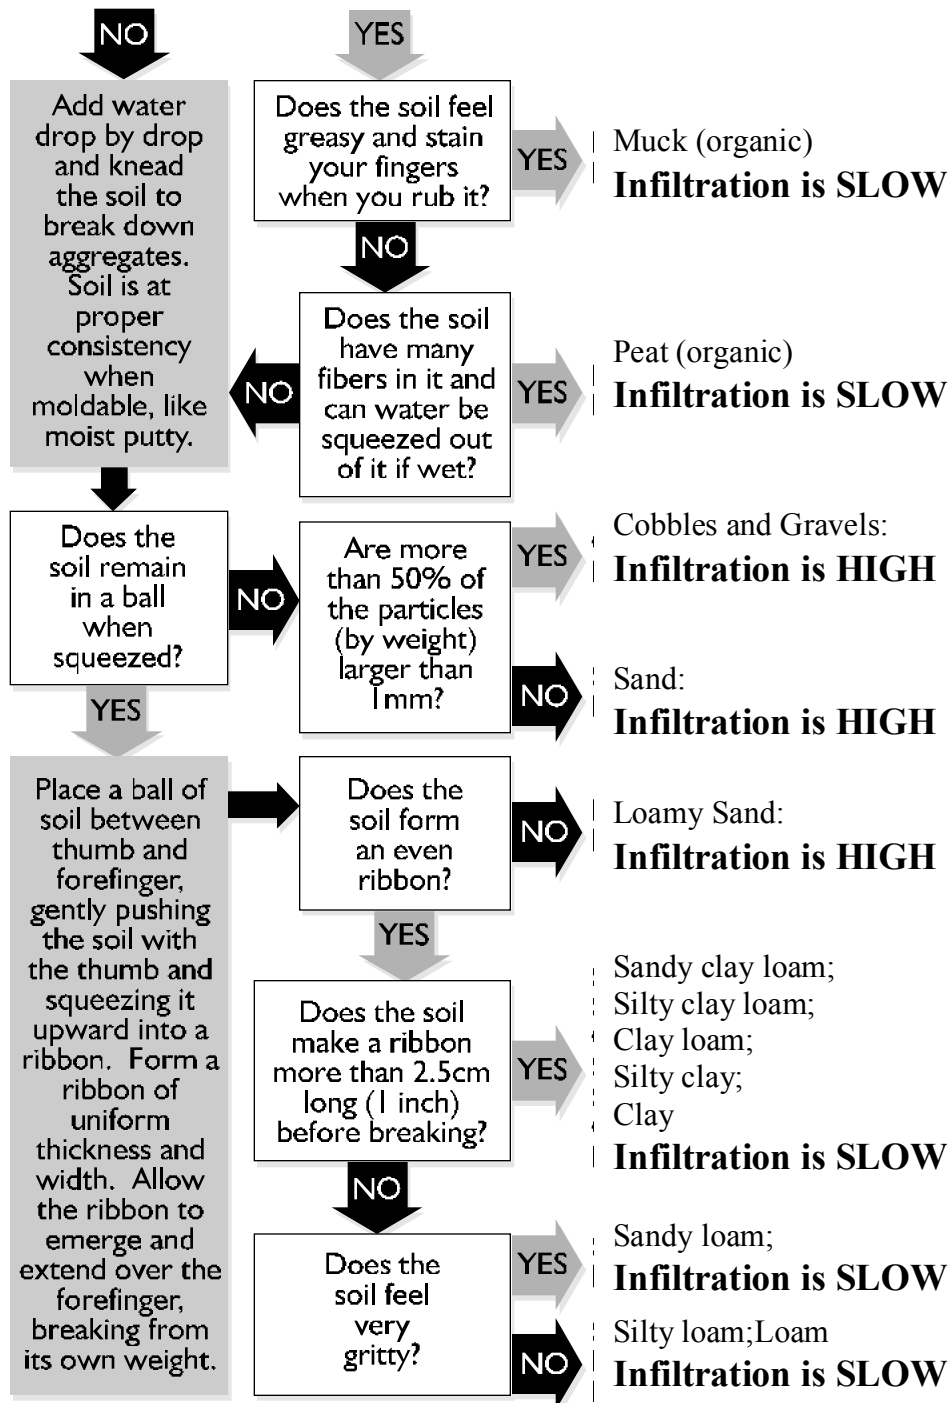 NO
YES
Add water
drop by drop
and knead
the soil to
break down
aggregates.
Soil is at
proper
consistency
when
moldable, like
moist putty.
Does the soil feel
greasy and stain
your fingers
when you rub it?
YES
Muck (organic)
Infiltration is SLOW
NO
Does the soil
have many
fibers in it and
can water be
squeezed out
of it if wet?
NO
YES
Peat (organic)
Infiltration is SLOW
Does the
soil remain
in a ball
when
squeezed?
NO
Are more
than 50% of
the particles
(by weight)
larger than
1mm?
YES
Cobbles and Gravels:
Infiltration is HIGH
NO
Sand:
Infiltration is HIGH
YES
Place a ball of
soil between
thumb and
forefinger,
gently pushing
the soil with
the thumb and
squeezing it
upward into a
ribbon. Form a
ribbon of
uniform
thickness and
width. Allow
the ribbon to
emerge and
extend over the
forefinger,
breaking from
its own weight.
Does the
soil form
an even
ribbon?
NO
Loamy Sand:
Infiltration is HIGH
YES
Does the soil
make a ribbon
more than 2.5cm
long (1 inch)
before breaking?
YES
Sandy clay loam;
Silty clay loam;
Clay loam;
Silty clay;
Clay
Infiltration is SLOW
NO
Does the
soil feel
very
gritty?
YES
Sandy loam;
Infiltration is SLOW
NO
Silty loam;Loam
Infiltration is SLOW